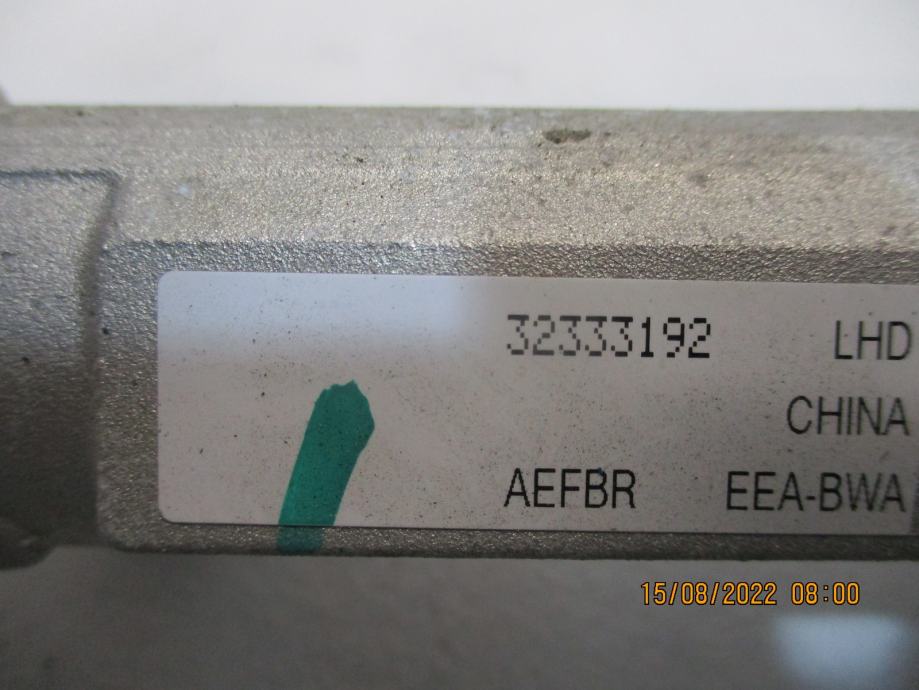 32333192 LHD
CHINA
AEFBR EEA-BWA
15/08/2022 08:00